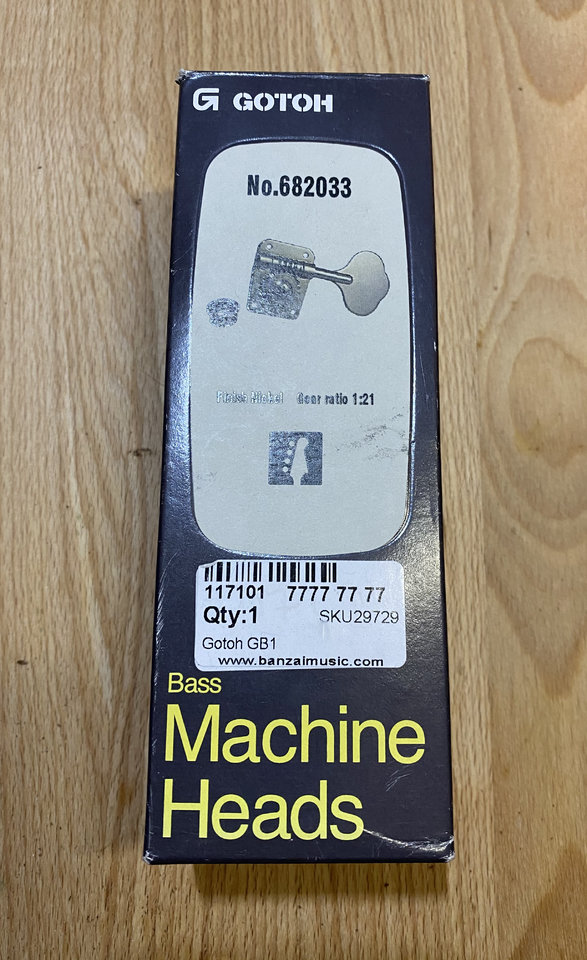 G GOTOH
No.682033
Finish Nickel Gear ratio 1:21
117101 7777 77 77
Qty:1 SKU29729
Gotoh GB1
www.banzaimusic.com
Bass
Machine
Heads